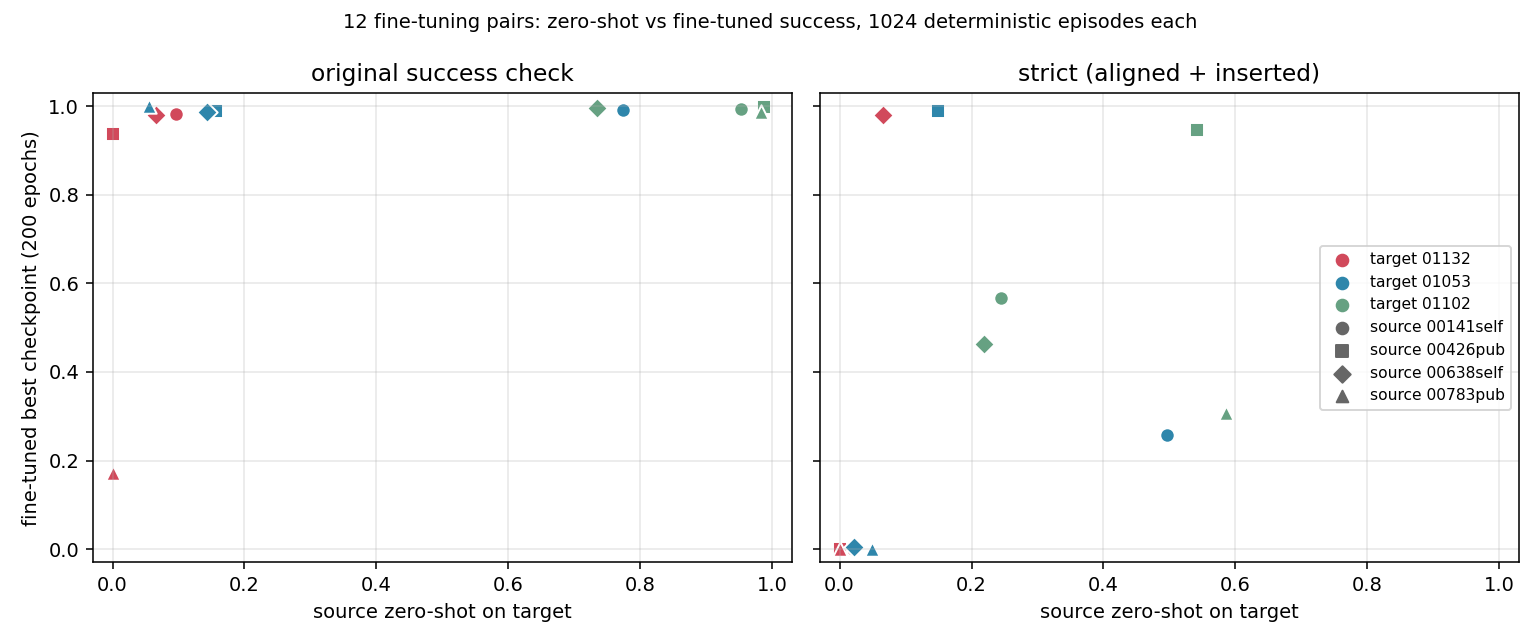 12 fine-tuning pairs: zero-shot vs fine-tuned success, 1024 deterministic episodes each
original success check
fine-tuned best checkpoint (200 epochs)
1.0
0.8
0.6
0.4
0.2
0.0
0.0 0.2 0.4 0.6 0.8 1.0
source zero-shot on target
strict (aligned + inserted)
target 01132
target 01053
target 01102
source 00141self
source 00426pub
source 00638self
source 00783pub
0.0 0.2 0.4 0.6 0.8 1.0
source zero-shot on target